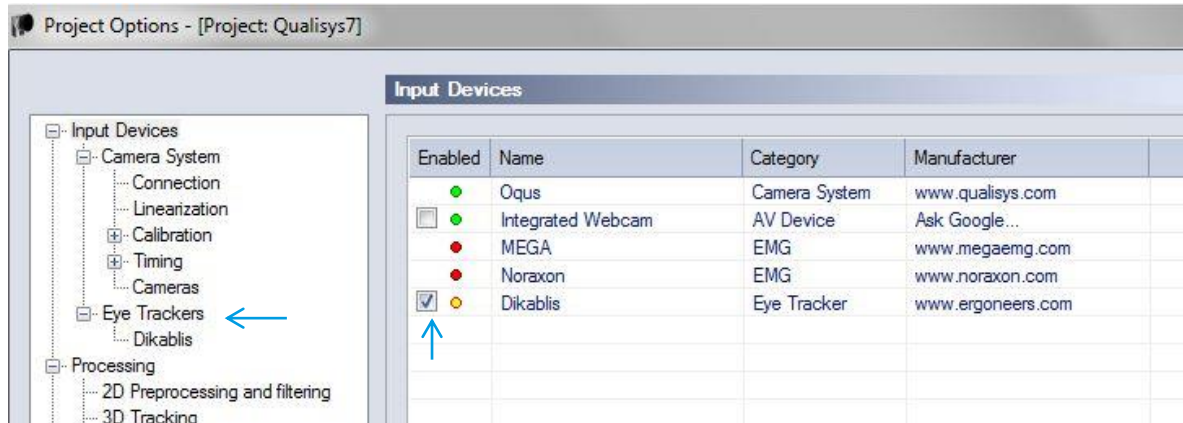 Project Options - [Project: Qualisys7]
Input Devices
Input Devices
Camera System
Connection
Linearization
Calibration
Timing
Cameras
Eye Trackers
Dikablis
Processing
2D Preprocessing and filtering
3D Tracking
Enabled Name Category Manufacturer
Oqus Camera System www.qualisys.com
Integrated Webcam AV Device Ask Google...
MEGA EMG www.megaemg.com
Noraxon EMG www.noraxon.com
Dikablis Eye Tracker www.ergoneers.com